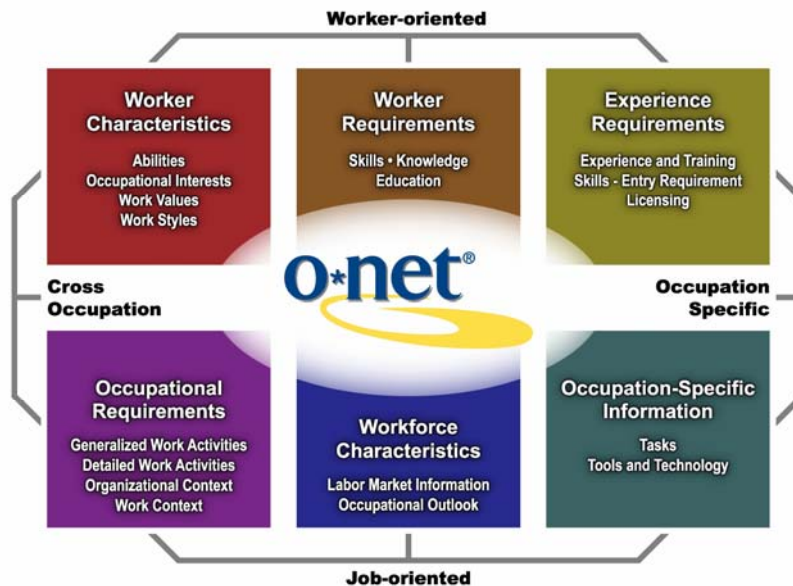 Worker-oriented
Worker
Characteristics
Abilities
Occupational Interests
Work Values
Work Styles
Worker
Requirements
Skills • Knowledge
Education
Experience
Requirements
Experience and Training
Skills - Entry Requirement
Licensing
Cross
Occupation
o*net®
Occupation
Specific
Occupational
Requirements
Generalized Work Activities
Detailed Work Activities
Organizational Context
Work Context
Workforce
Characteristics
Labor Market Information
Occupational Outlook
Occupation-Specific
Information
Tasks
Tools and Technology
Job-oriented